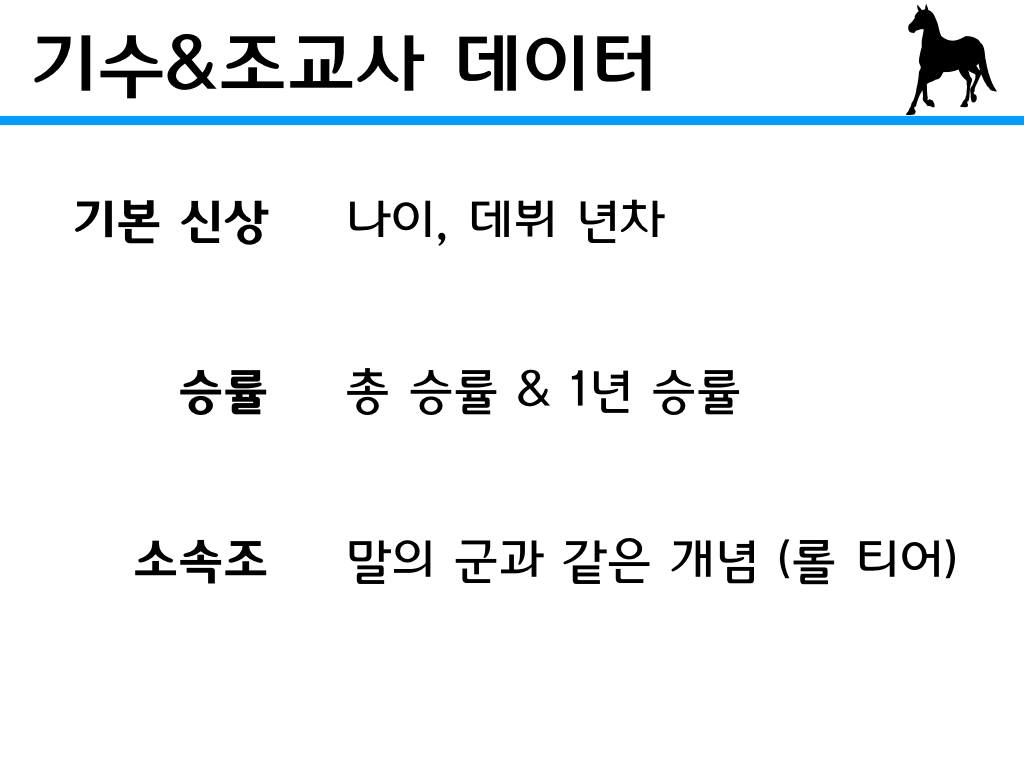 기수&조교사 데이터
기본 신상 나이, 데뷔 년차
승률 총 승률 & 1년 승률
소속조 말의 군과 같은 개념 (롤 티어)